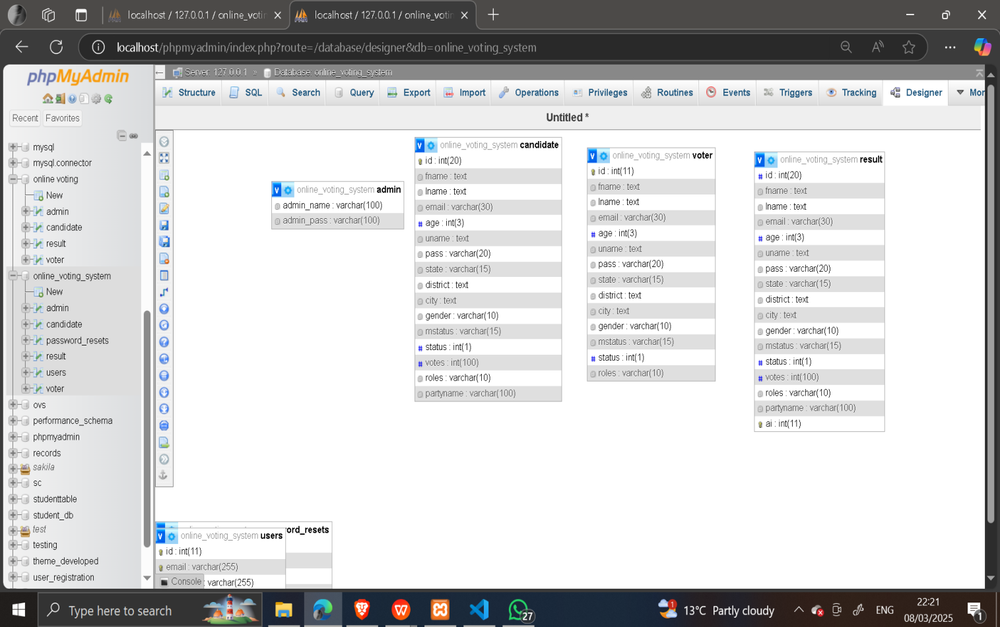 localhost / 127.0.0.1 / online_votin
localhost / 127.0.0.1 / online_votin
localhost/phpmyadmin/index.php?route=/database/designer&db=online_voting_system
phpMyAdmin
Recent
Favorites
mysql
mysql.connector
online voting
New
admin
candidate
result
voter
online_voting_system
New
admin
candidate
password_resets
result
users
voter
ovs
performance_schema
phpmyadmin
records
sakila
sc
studenttable
student_db
test
testing
theme_developed
user_registration
Server: 127.0.0.1 » Database: online_voting_system
Structure
SQL
Search
Query
Export
Import
Operations
Privileges
Routines
Events
Triggers
Tracking
Designer
Mor
Untitled *
V online_voting_system admin
admin_name : varchar(100)
admin_pass : varchar(100)
V online_voting_system candidate
id : int(20)
fname : text
lname : text
email : varchar(30)
# age : int(3)
uname : text
pass : varchar(20)
state : varchar(15)
district : text
city : text
gender : varchar(10)
mstatus : varchar(15)
# status : int(1)
# votes : int(100)
roles : varchar(10)
partyname : varchar(100)
V online_voting_system voter
id : int(11)
fname : text
lname : text
email : varchar(30)
# age : int(3)
uname : text
pass : varchar(20)
state : varchar(15)
district : text
city : text
gender : varchar(10)
mstatus : varchar(15)
# status : int(1)
roles : varchar(10)
V online_voting_system result
# id : int(20)
fname : text
lname : text
email : varchar(30)
# age : int(3)
uname : text
pass : varchar(20)
state : varchar(15)
district : text
city : text
gender : varchar(10)
mstatus : varchar(15)
# status : int(1)
# votes : int(100)
roles : varchar(10)
partyname : varchar(100)
ai : int(11)
ord_resets
V online_voting_system users
id : int(11)
email : varchar(255)
: varchar(255)
Console
Type here to search
27
1
13°C Partly cloudy
ENG
22:21
08/03/2025
1